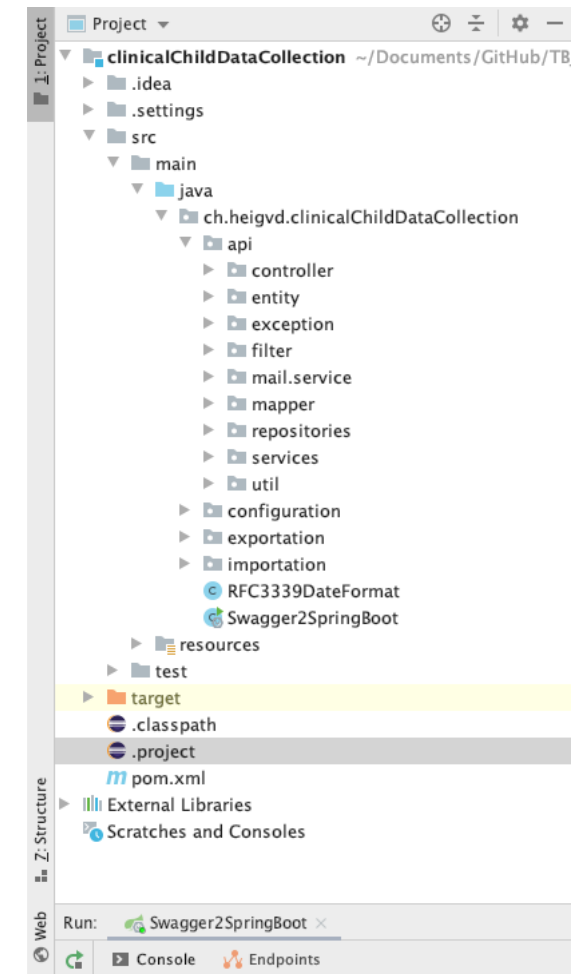 Project
1: Project
clinicalChildDataCollection ~/Documents/GitHub/TB
.idea
.settings
src
main
java
ch.heigvd.clinicalChildDataCollection
api
controller
entity
exception
filter
mail.service
mapper
repositories
services
util
configuration
exportation
importation
RFC3339DateFormat
Swagger2SpringBoot
resources
test
target
.classpath
.project
m pom.xml
External Libraries
Scratches and Consoles
Z: Structure
Web
Run: Swagger2SpringBoot ×
Console Endpoints